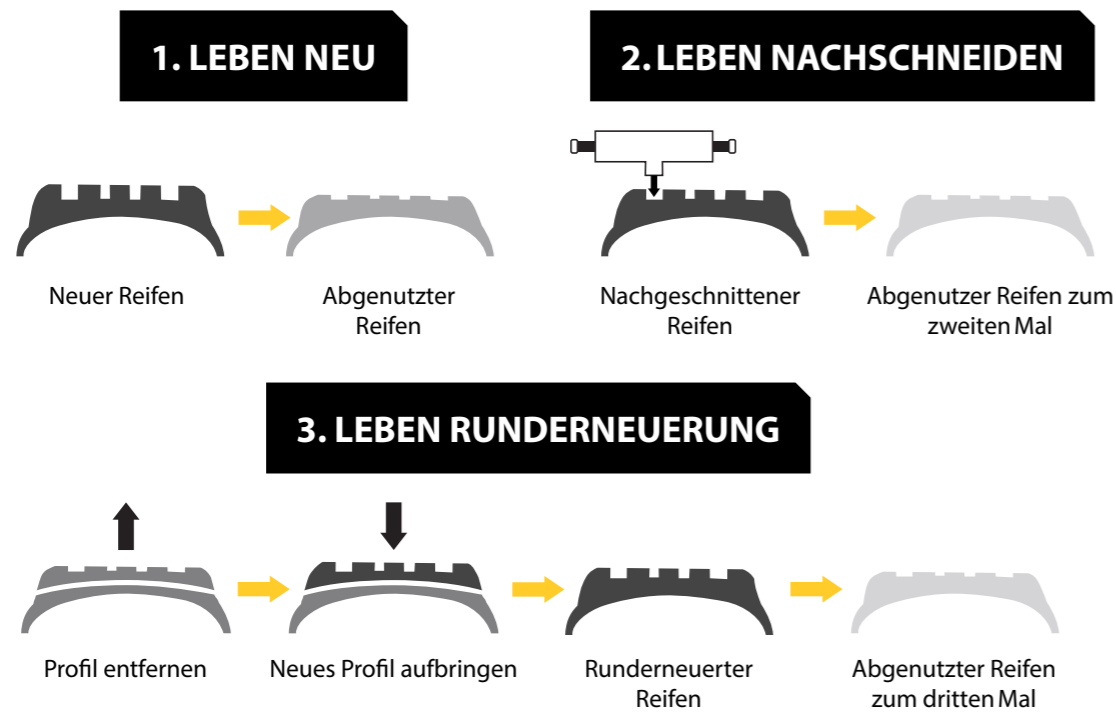 1. LEBEN NEU
2. LEBEN NACHSCHNEIDEN
Neuer Reifen
Abgenutzter
Reifen
Nachgeschnittener
Reifen
Abgenutzer Reifen zum
zweiten Mal
3. LEBEN RUNDERNEUERUNG
Profil entfernen
Neues Profil aufbringen
Runderneuerter
Reifen
Abgenutzter Reifen
zum dritten Mal